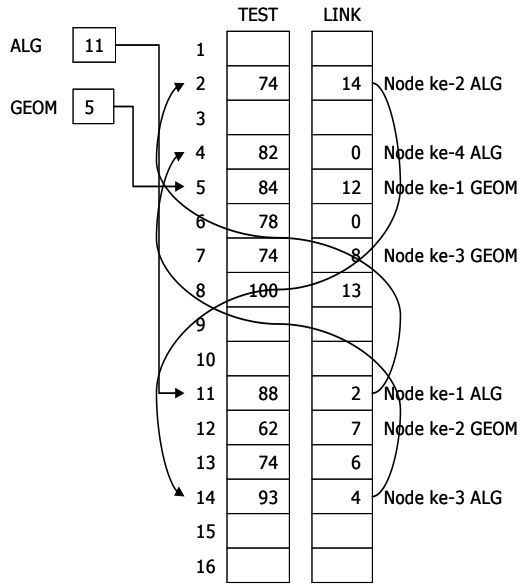 TEST LINK
ALG 11 1
2 74 14 Node ke-2 ALG
GEOM 5 3
4 82 0 Node ke-4 ALG
5 84 12 Node ke-1 GEOM
6 78 0
7 74 8 Node ke-3 GEOM
8 100 13
9
10
11 88 2 Node ke-1 ALG
12 62 7 Node ke-2 GEOM
13 74 6
14 93 4 Node ke-3 ALG
15
16